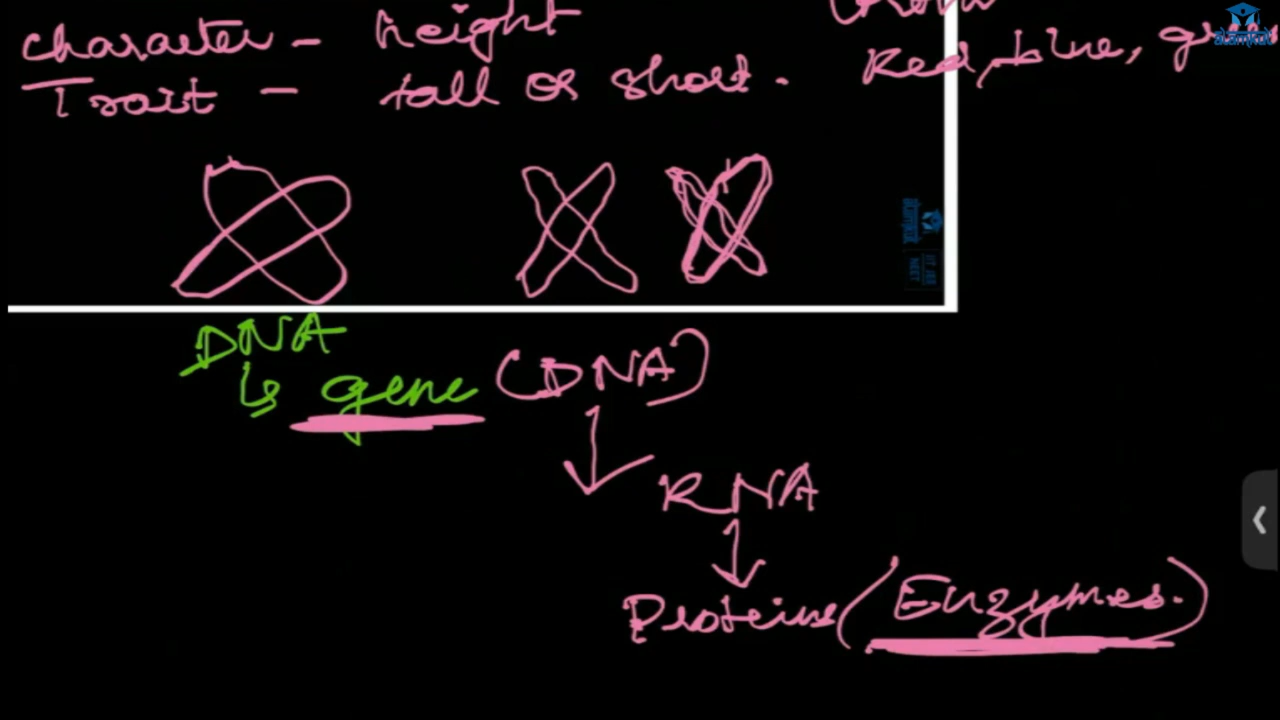 Character - height
Red, blue,
Trait - tall or short.
DNA
↳ gene (DNA)
RNA
Proteins (Enzymes.)